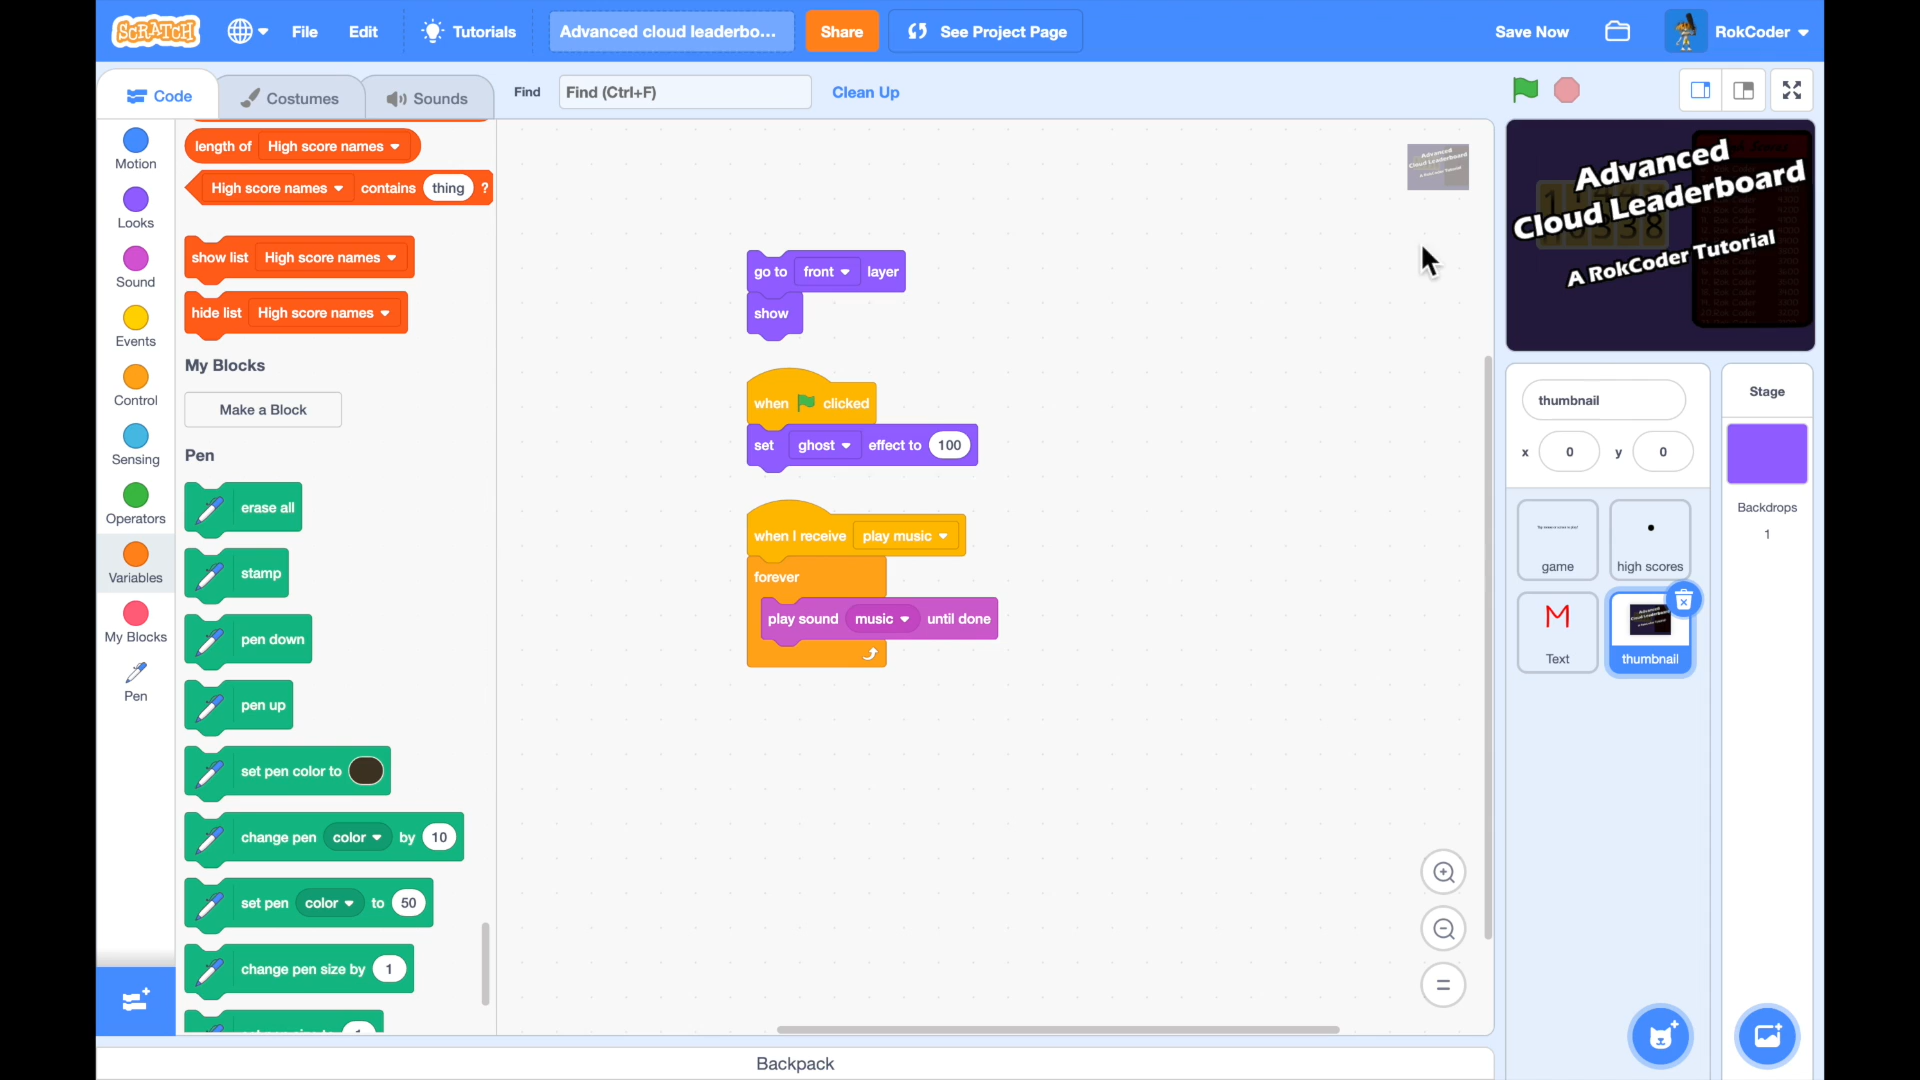 SCRATCH
File
Edit
Tutorials
Advanced cloud leaderbo...
Share
See Project Page
Save Now
RokCoder
Code
Costumes
Sounds
Find
Find (Ctrl+F)
Clean Up
Motion
Looks
Sound
Events
Control
Sensing
Operators
Variables
My Blocks
Pen
length of High score names
High score names contains thing ?
show list High score names
hide list High score names
My Blocks
Make a Block
Pen
erase all
stamp
pen down
pen up
set pen color to
change pen color by 10
set pen color to 50
change pen size by 1
go to front layer
show
when clicked
set ghost effect to 100
when I receive play music
forever
play sound music until done
Advanced
Cloud Leaderboard
A RokCoder Tutorial
thumbnail
x 0 y 0
game
high scores
M
Text
thumbnail
Stage
Backdrops
1
Backpack